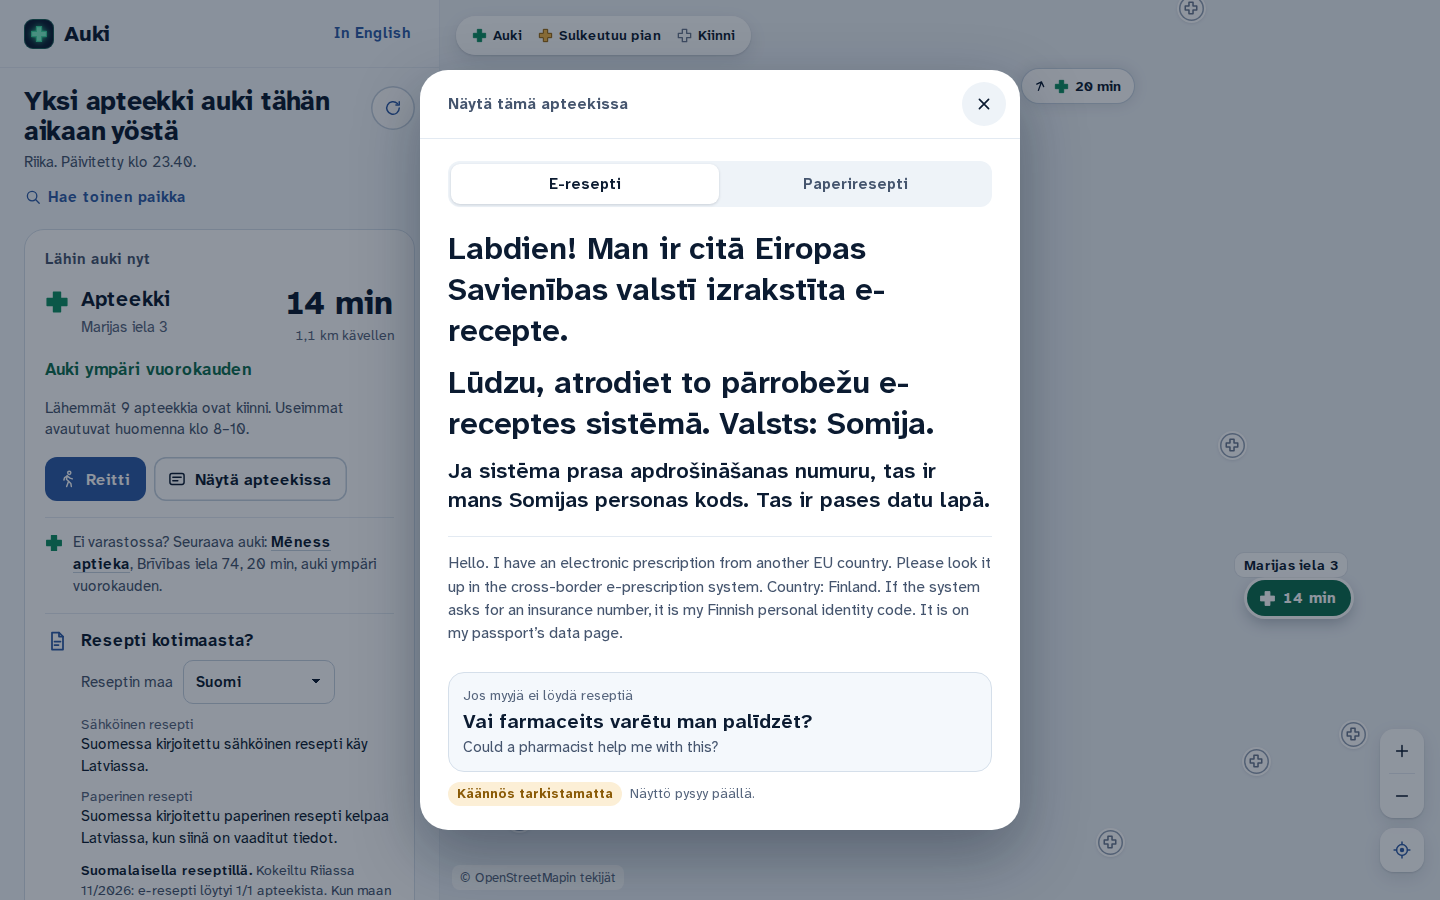 Auki
In English
Yksi apteekki auki tähän
aikaan yöstä
Riika. Päivitetty klo 23.40.
Hae toinen paikka
Lähin auki nyt
Apteekki
14 min
Marijas iela 3
1,1 km kävellen
Auki ympäri vuorokauden
Lähemmät 9 apteekkia ovat kiinni. Useimmat
avautuvat huomenna klo 8–10.
Reitti
Näytä apteekissa
Ei varastossa? Seuraava auki: Mēness
aptieka, Brīvības iela 74, 20 min, auki ympäri
vuorokauden.
Resepti kotimaasta?
Reseptin maa
Suomi
Sähköinen resepti
Suomessa kirjoitettu sähköinen resepti käy
Latviassa.
Paperinen resepti
Suomessa kirjoitettu paperinen resepti kelpaa
Latviassa, kun siinä on vaaditut tiedot.
Suomalaisella reseptillä. Kokeiltu Riiassa
11/2026: e-resepti löytyi 1/1 apteekista. Kun maan
Auki
Sulkeutuu pian
Kiinni
20 min
Näytä tämä apteekissa
E-resepti
Paperiresepti
Labdien! Man ir citā Eiropas
Savienības valstī izrakstīta e-
recepte.
Lūdzu, atrodiet to pārrobežu e-
receptes sistēmā. Valsts: Somija.
Ja sistēma prasa apdrošināšanas numuru, tas ir
mans Somijas personas kods. Tas ir pases datu lapā.
Hello. I have an electronic prescription from another EU country. Please look it
up in the cross-border e-prescription system. Country: Finland. If the system
asks for an insurance number, it is my Finnish personal identity code. It is on
my passport’s data page.
Jos myyjä ei löydä reseptiä
Vai farmaceits varētu man palīdzēt?
Could a pharmacist help me with this?
Käännös tarkistamatta
Näyttö pysyy päällä.
Marijas iela 3
14 min
© OpenStreetMapin tekijät